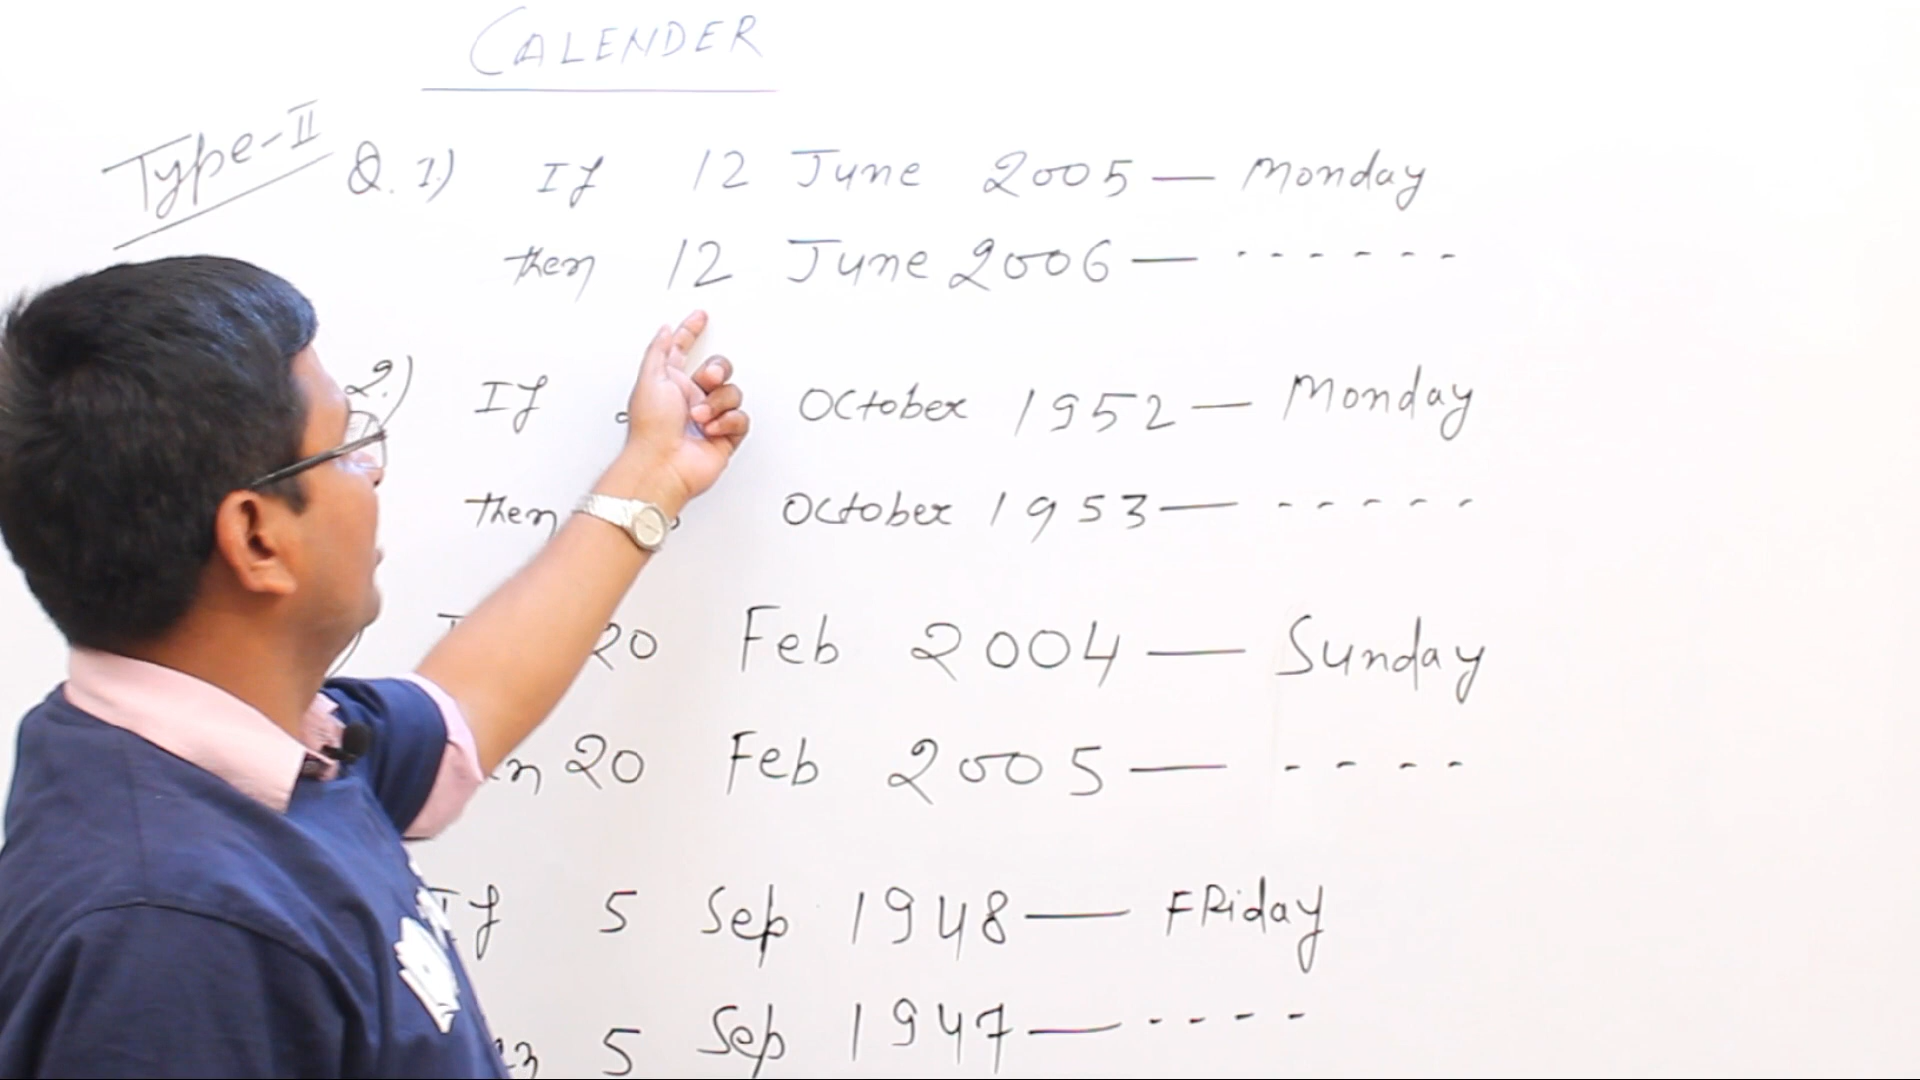 CALENDER
Type-II
Q. 1.) If 12 June 2005 — Monday
then 12 June 2006 — - - - - - -
2.) If October 1952 — Monday
then October 1953 — - - - - -
20 Feb 2004 — Sunday
20 Feb 2005 — - - - -
If 5 Sep 1948 — FRiday
5 Sep 1947 — - - - -